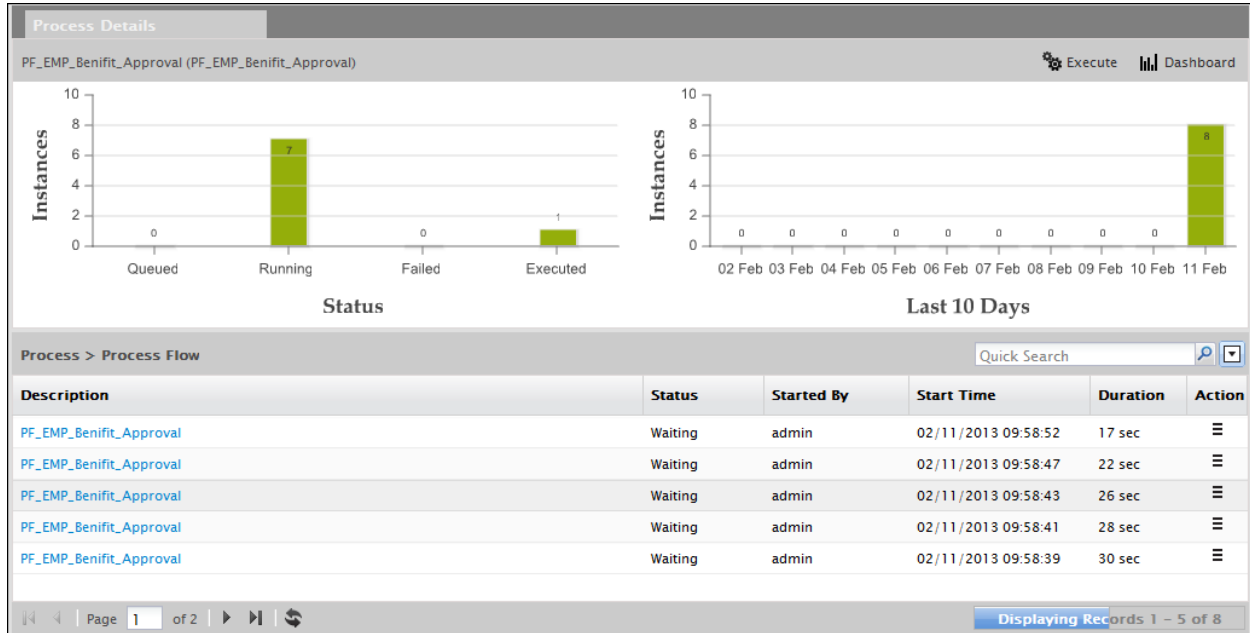 Process Details
PF_EMP_Benifit_Approval (PF_EMP_Benifit_Approval)
Execute
Dashboard
Instances
10
8
6
4
2
0
0
7
0
1
Queued
Running
Failed
Executed
Status
Instances
10
8
6
4
2
0
0
0
0
0
0
0
0
0
0
8
02 Feb 03 Feb 04 Feb 05 Feb 06 Feb 07 Feb 08 Feb 09 Feb 10 Feb 11 Feb
Last 10 Days
Process > Process Flow
Quick Search
Description Status Started By Start Time Duration Action
PF_EMP_Benifit_Approval Waiting admin 02/11/2013 09:58:52 17 sec
PF_EMP_Benifit_Approval Waiting admin 02/11/2013 09:58:47 22 sec
PF_EMP_Benifit_Approval Waiting admin 02/11/2013 09:58:43 26 sec
PF_EMP_Benifit_Approval Waiting admin 02/11/2013 09:58:41 28 sec
PF_EMP_Benifit_Approval Waiting admin 02/11/2013 09:58:39 30 sec
Page 1 of 2
Displaying Records 1 - 5 of 8